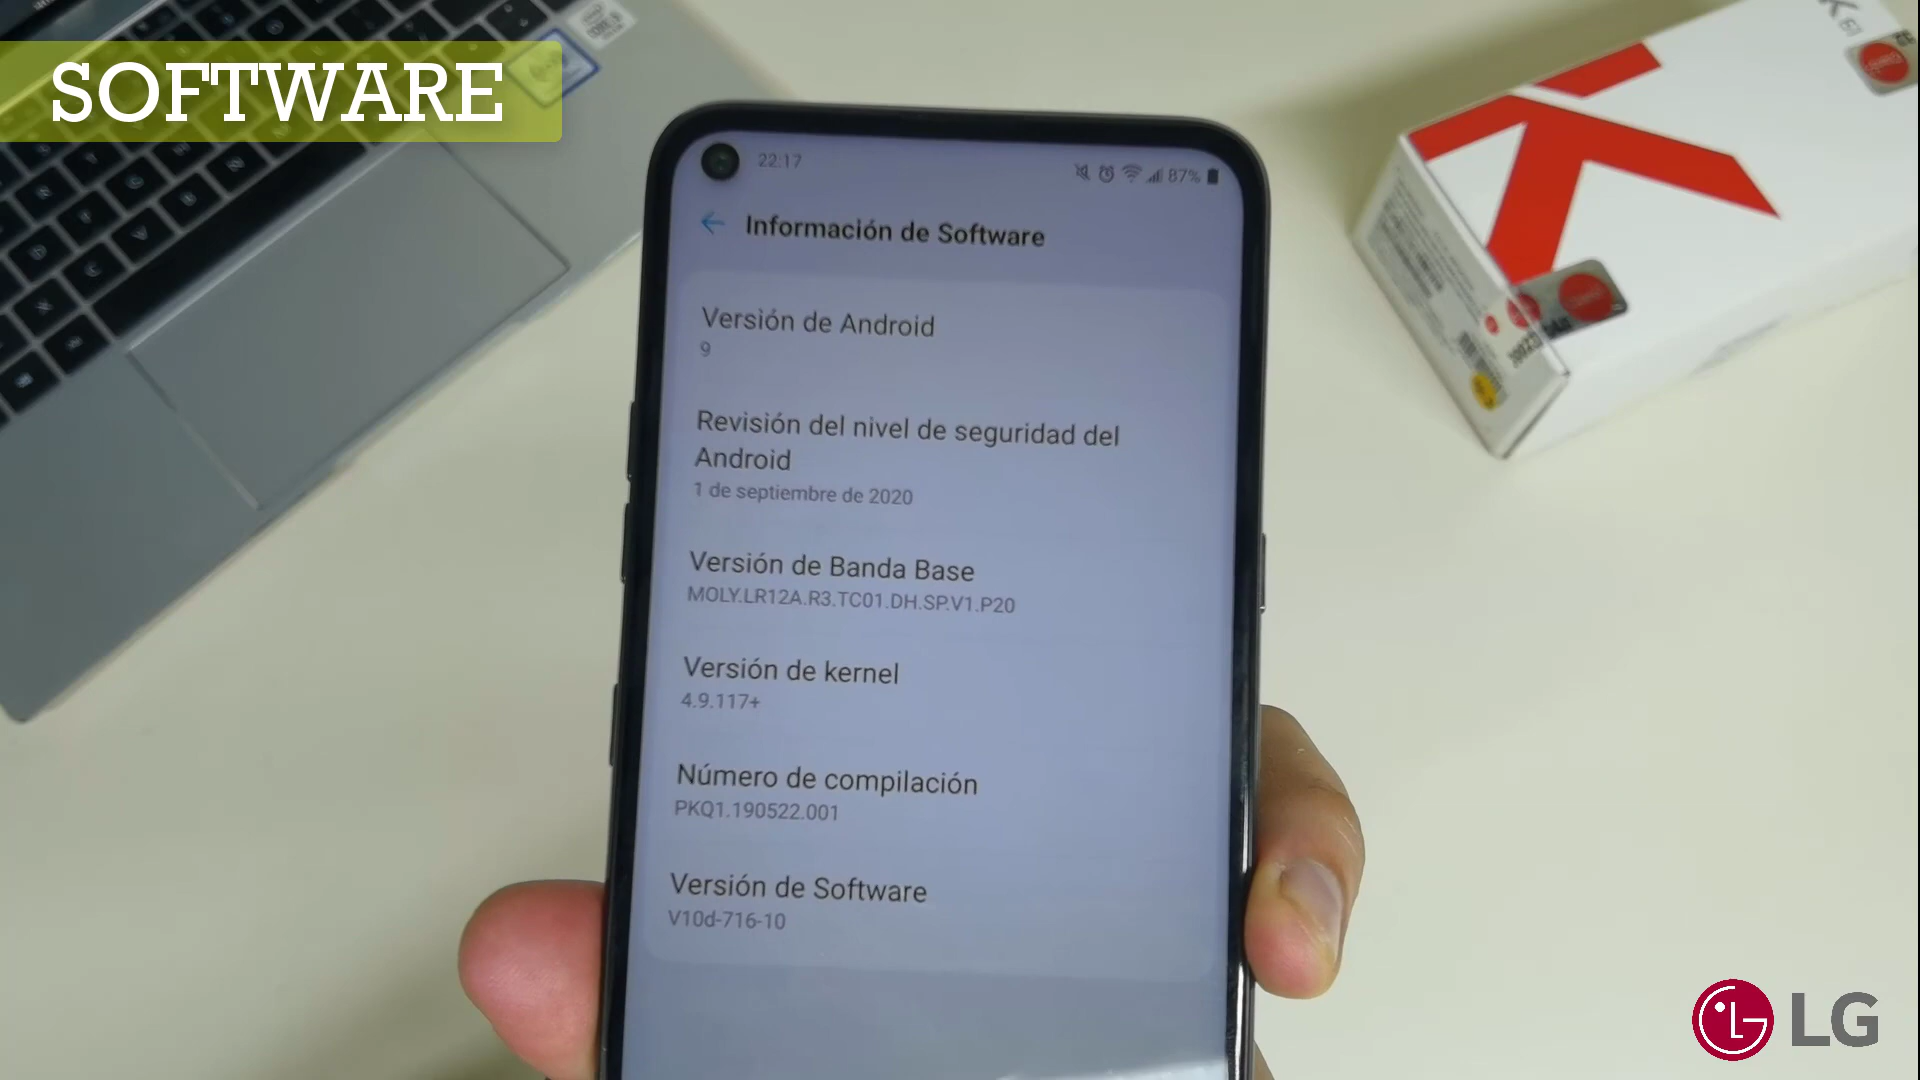 SOFTWARE
22:17
87%
Información de Software
Versión de Android
9
Revisión del nivel de seguridad del
Android
1 de septiembre de 2020
Versión de Banda Base
MOLY.LR12A.R3.TC01.DH.SP.V1.P20
Versión de kernel
4.9.117+
Número de compilación
PKQ1.190522.001
Versión de Software
V10d-716-10
K61
K
LG